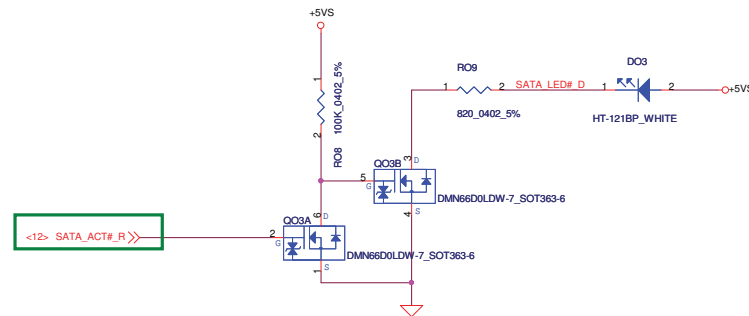 +5VS
1
100K_0402_5%
2
RO8
RO9
1
2
820_0402_5%
SATA_LED#_D
DO3
1
2
HT-121BP_WHITE
+5VS
QO3B
3
D
5
G
S
4
DMN66D0LDW-7_SOT363-6
QO3A
6
D
2
G
S
1
DMN66D0LDW-7_SOT363-6
<12> SATA_ACT#_R